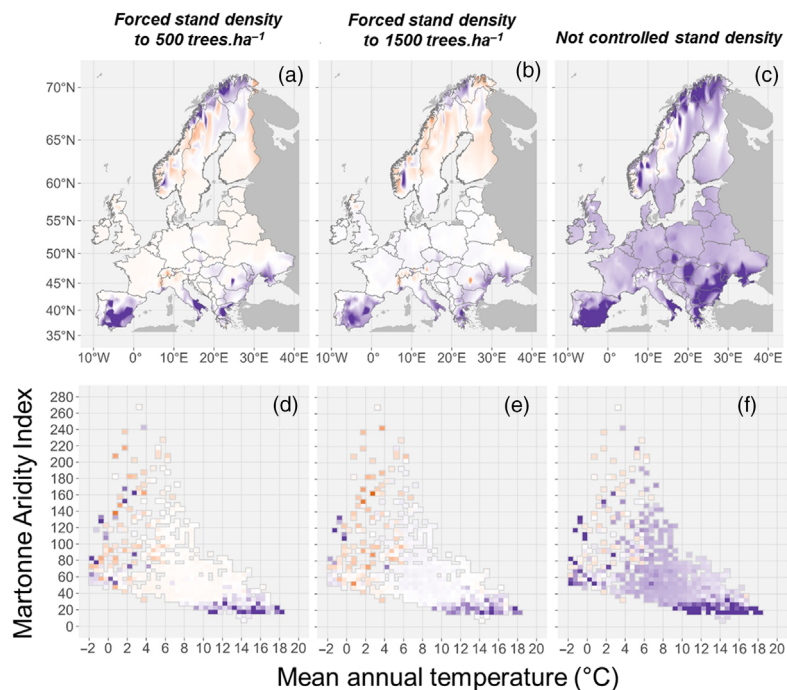 Forced stand density
to 500 trees.ha⁻¹
Forced stand density
to 1500 trees.ha⁻¹
Not controlled stand density
(a)
(b)
(c)
70°N
65°N
60°N
55°N
50°N
45°N
40°N
35°N
10°W 0° 10°E 20°E 30°E 40°E
10°W 0° 10°E 20°E 30°E 40°E
10°W 0° 10°E 20°E 30°E 40°E
(d)
(e)
(f)
Martonne Aridity Index
280
260
240
220
200
180
160
140
120
100
80
60
40
20
0
−2 0 2 4 6 8 10 12 14 16 18 20
−2 0 2 4 6 8 10 12 14 16 18 20
−2 0 2 4 6 8 10 12 14 16 18 20
Mean annual temperature (°C)